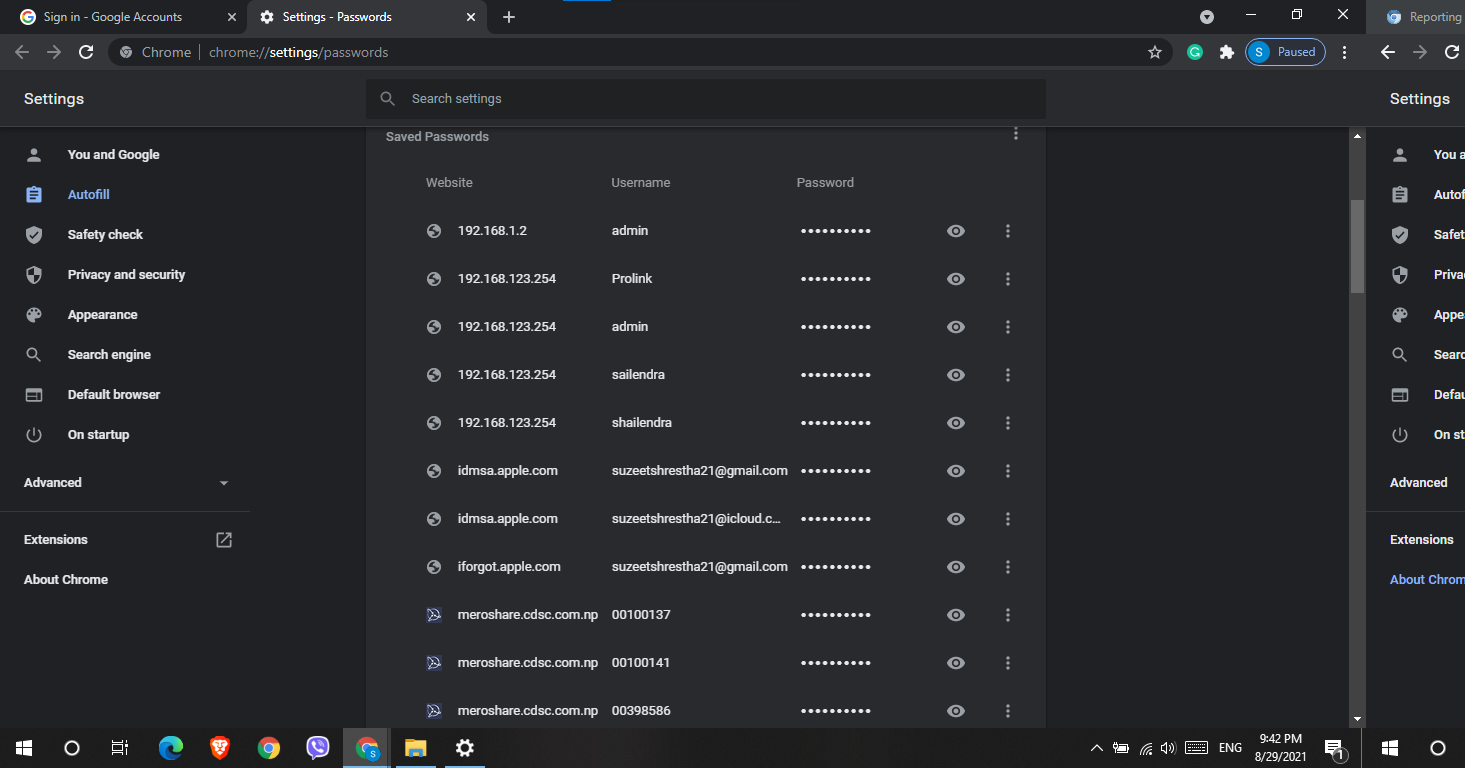 Sign in - Google Accounts
Settings - Passwords
Reporting
Chrome
chrome://settings/passwords
S Paused
Settings
Search settings
Settings
You and Google
Autofill
Safety check
Privacy and security
Appearance
Search engine
Default browser
On startup
Advanced
Extensions
About Chrome
Saved Passwords
Website Username Password
192.168.1.2 admin ••••••••••
192.168.123.254 Prolink ••••••••••
192.168.123.254 admin ••••••••••
192.168.123.254 sailendra ••••••••••
192.168.123.254 shailendra ••••••••••
idmsa.apple.com suzeetshrestha21@gmail.com ••••••••••
idmsa.apple.com suzeetshrestha21@icloud.c... ••••••••••
iforgot.apple.com suzeetshrestha21@gmail.com ••••••••••
meroshare.cdsc.com.np 00100137 ••••••••••
meroshare.cdsc.com.np 00100141 ••••••••••
meroshare.cdsc.com.np 00398586 ••••••••••
You a
Autof
Safet
Priva
Appe
Searc
Defau
On st
Advanced
Extensions
About Chrom
S
ENG
9:42 PM
8/29/2021
1